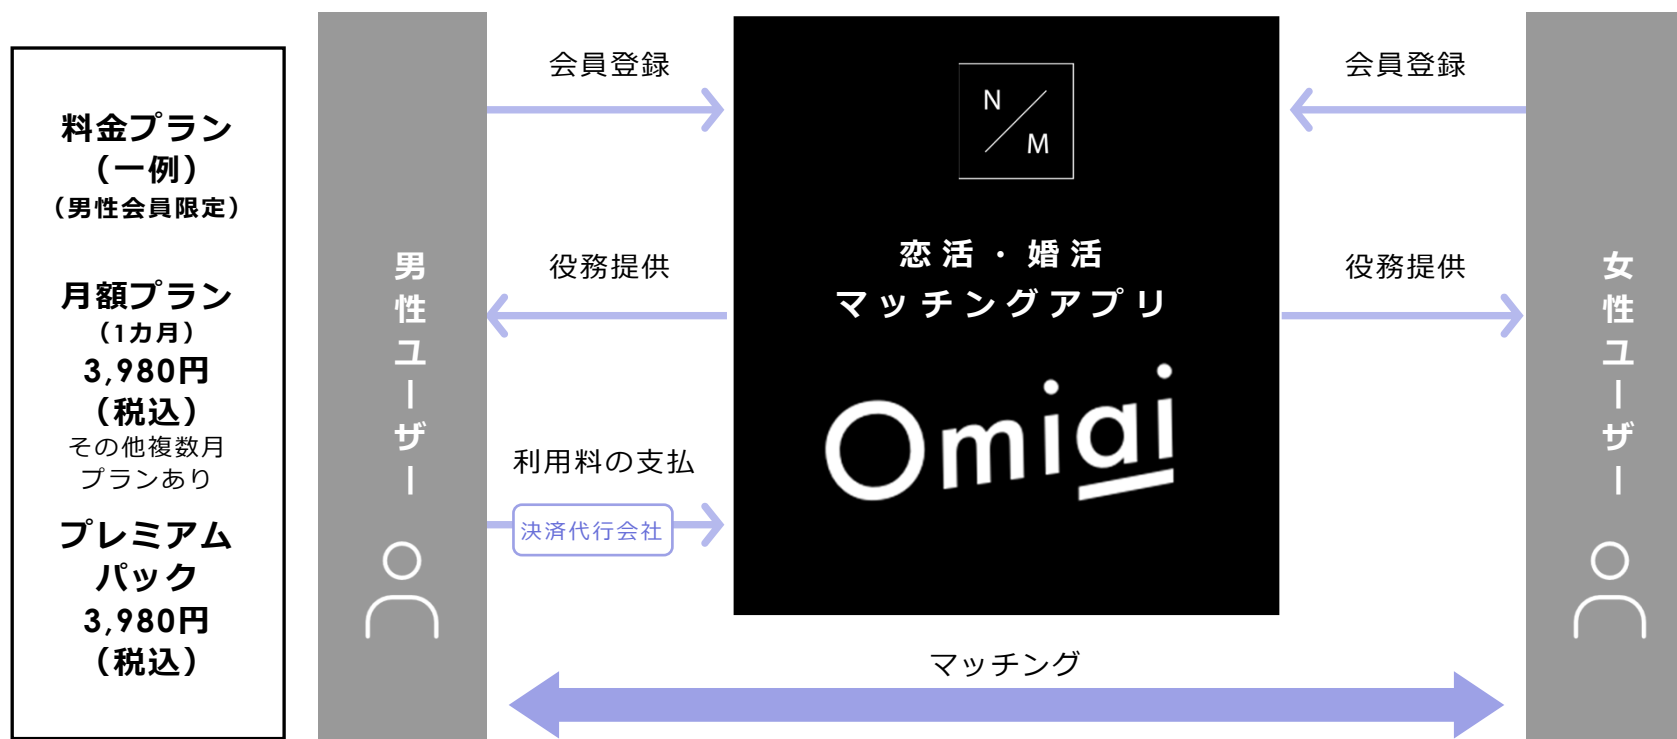 料金プラン
（一例）
（男性会員限定）
月額プラン
（1カ月）
3,980円
（税込）
その他複数月
プランあり
プレミアム
パック
3,980円
（税込）
男性ユーザー
会員登録
役務提供
利用料の支払
決済代行会社
N
M
恋活・婚活
マッチングアプリ
Omiai
マッチング
会員登録
役務提供
女性ユーザー